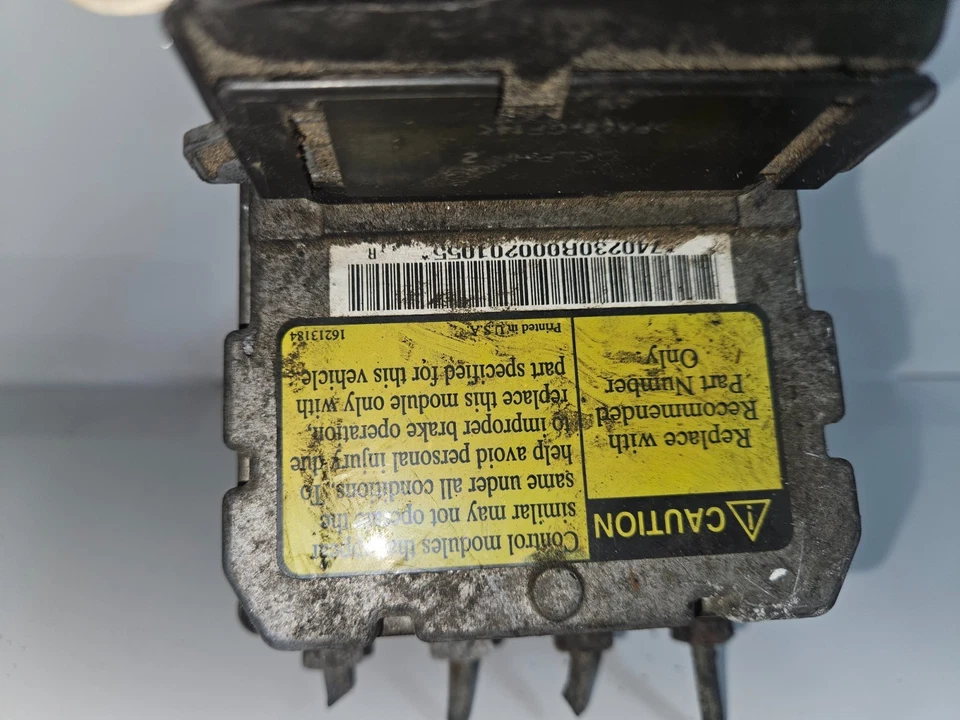 CAUTION
Replace with
Recommended
Part Number
Only.
Control modules that appear
similar may not operate the
same under all conditions. To
help avoid personal injury due
to improper brake operation,
replace this module only with
part specified for this vehicle.
Printed in U.S.A.
16213184
*740230B000201055*
R